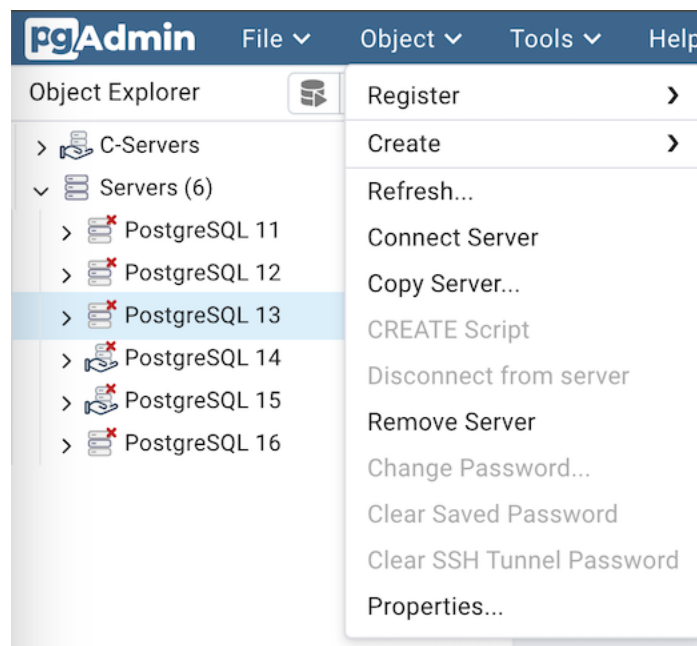 pgAdmin File Object Tools Help
Object Explorer
C-Servers
Servers (6)
PostgreSQL 11
PostgreSQL 12
PostgreSQL 13
PostgreSQL 14
PostgreSQL 15
PostgreSQL 16
Register
Create
Refresh...
Connect Server
Copy Server...
CREATE Script
Disconnect from server
Remove Server
Change Password...
Clear Saved Password
Clear SSH Tunnel Password
Properties...